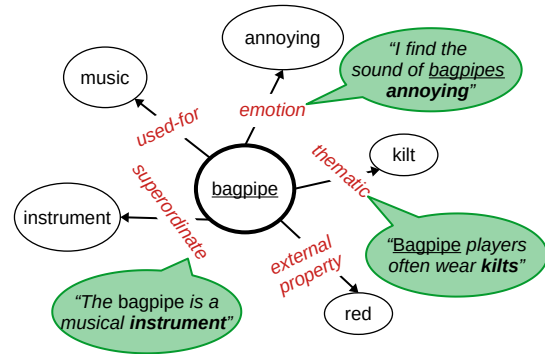 annoying
"I find the
sound of bagpipes
annoying"
music
used-for
emotion
thematic
kilt
bagpipe
superordinate
instrument
"Bagpipe players
often wear kilts"
external
property
"The bagpipe is a
musical instrument"
red